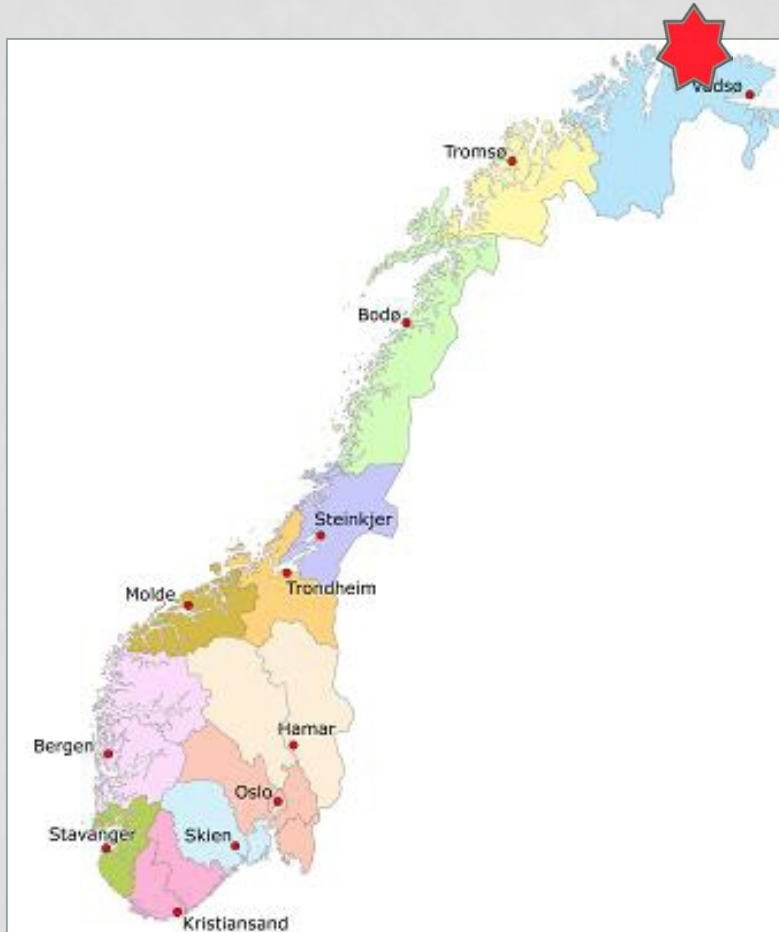 Vadsø
Tromsø
Bodø
Steinkjer
Trondheim
Molde
Hamar
Bergen
Oslo
Stavanger
Skien
Kristiansand